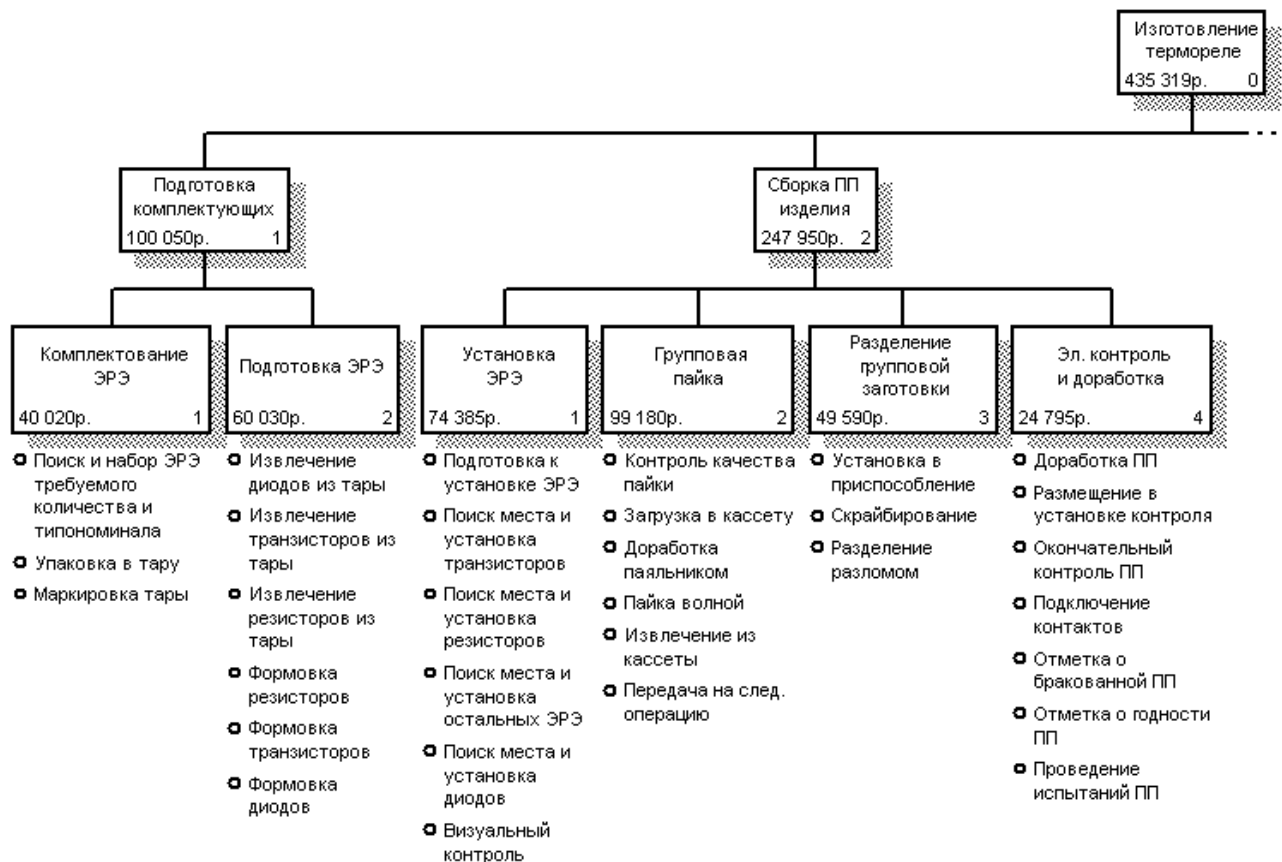 Изготовление
термореле
435 319р. 0
Подготовка
комплектующих
100 050р. 1
Сборка ПП
изделия
247 950р. 2
Комплектование
ЭРЭ
40 020р. 1
Подготовка ЭРЭ
60 030р. 2
Установка
ЭРЭ
74 385р. 1
Групповая
пайка
99 180р. 2
Разделение
групповой
заготовки
49 590р. 3
Эл. контроль
и доработка
24 795р. 4
Поиск и набор ЭРЭ
требуемого
количества и
типономинала
Упаковка в тару
Маркировка тары
Извлечение
диодов из тары
Извлечение
транзисторов из
тары
Извлечение
резисторов из
тары
Формовка
резисторов
Формовка
транзисторов
Формовка
диодов
Подготовка к
установке ЭРЭ
Поиск места и
установка
транзисторов
Поиск места и
установка
резисторов
Поиск места и
установка
остальных ЭРЭ
Поиск места и
установка
диодов
Визуальный
контроль
Контроль качества
пайки
Загрузка в кассету
Доработка
паяльником
Пайка волной
Извлечение из
кассеты
Передача на след.
операцию
Установка в
приспособление
Скрайбирование
Разделение
разломом
Доработка ПП
Размещение в
установке контроля
Окончательный
контроль ПП
Подключение
контактов
Отметка о
бракованной ПП
Отметка о годности
ПП
Проведение
испытаний ПП